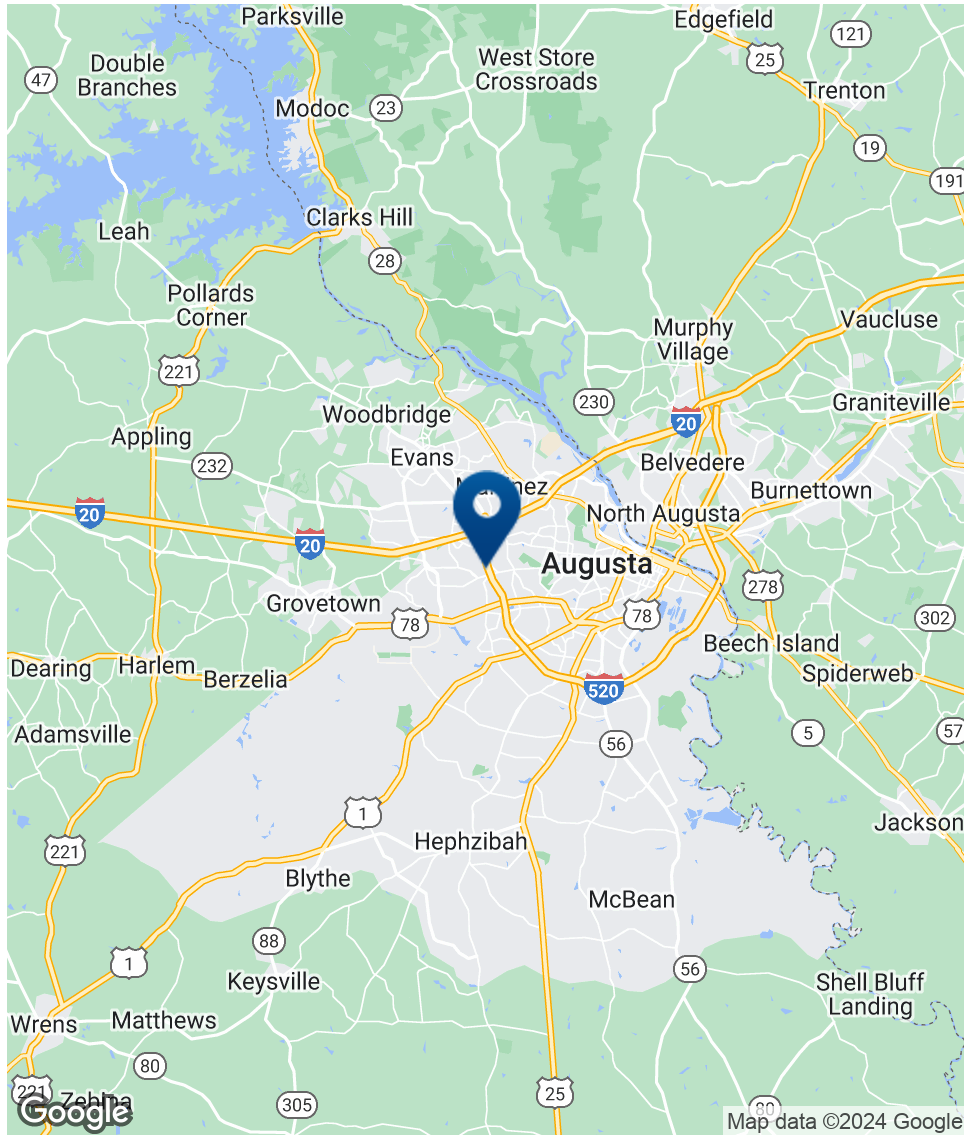 Parksville
Edgefield
121
25
Double
Branches
47
West Store
Crossroads
Trenton
Modoc
23
19
191
Clarks Hill
Leah
28
Pollards
Corner
Murphy
Village
Vaucluse
221
230
Graniteville
Woodbridge
20
Appling
Evans
232
Belvedere
Burnettown
20
North Augusta
20
Augusta
278
Grovetown
78
78
302
Beech Island
Dearing
Harlem
Berzelia
Spiderweb
520
Adamsville
5
57
56
1
Jackson
Hephzibah
221
Blythe
McBean
88
1
56
Keysville
Shell Bluff
Landing
Wrens
Matthews
80
221
25
305
80
Google
Map data ©2024 Google